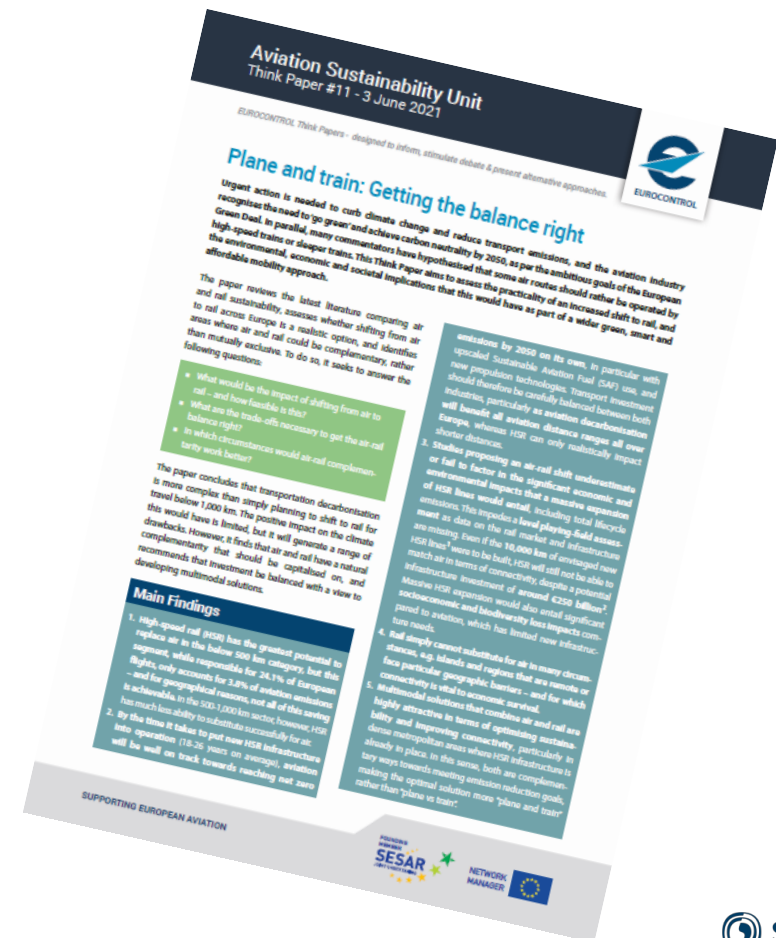 Aviation Sustainability Unit
Think Paper #11 - 3 June 2021
EUROCONTROL Think Papers - designed to inform, stimulate debate & present alternative approaches.
EUROCONTROL
Plane and train: Getting the balance right
Urgent action is needed to curb climate change and reduce transport emissions, and the aviation industry
recognises the need to 'go green' and achieve carbon neutrality by 2050, as per the ambitious goals of the European
Green Deal. In parallel, many commentators have hypothesised that some air routes should rather be operated by
high-speed trains or sleeper trains. This Think Paper aims to assess the practicality of an increased shift to rail, and
the environmental, economic and societal implications that this would have as part of a wider green, smart and
affordable mobility approach.
The paper reviews the latest literature comparing air
and rail sustainability, assesses whether shifting from air
to rail across Europe is a realistic option, and identifies
areas where air and rail could be complementary, rather
than mutually exclusive. To do so, it seeks to answer the
following questions:
• What would be the impact of shifting from air to
rail – and how feasible is this?
• What are the trade-offs necessary to get the air-rail
balance right?
• In which circumstances would air-rail complemen-
tarity work better?
The paper concludes that transportation decarbonisation
is more complex than simply planning to shift to rail for
travel below 1,000 km. The positive impact on the climate
this would have is limited, but it will generate a range of
drawbacks. However, it finds that air and rail have a natural
complementarity that should be capitalised on, and
recommends that investment be balanced with a view to
developing multimodal solutions.
Main Findings
1. High-speed rail (HSR) has the greatest potential to
replace air in the below 500 km category, but this
segment, while responsible for 24.1% of European
flights, only accounts for 3.8% of aviation emissions
– and for geographical reasons, not all of this saving
is achievable. In the 500-1,000 km sector, however, HSR
has much less ability to substitute successfully for air.
2. By the time it takes to put new HSR infrastructure
into operation (18-26 years on average), aviation
will be well on track towards reaching net zero
emissions by 2050 on its own, in particular with
upscaled Sustainable Aviation Fuel (SAF) use, and
new propulsion technologies. Transport investment
should therefore be carefully balanced between both
industries, particularly as aviation decarbonisation
will benefit all aviation distance ranges all over
Europe, whereas HSR can only realistically impact
shorter distances.
3. Studies proposing an air-rail shift underestimate
or fail to factor in the significant economic and
environmental impacts that a massive expansion
of HSR lines would entail, including total lifecycle
emissions. This impedes a level playing-field assess-
ment as data on the rail market and infrastructure
are missing. Even if the 10,000 km of envisaged new
HSR lines¹ were to be built, HSR will still not be able to
match air in terms of connectivity, despite a potential
infrastructure investment of around €250 billion².
Massive HSR expansion would also entail significant
socioeconomic and biodiversity loss impacts com-
pared to aviation, which has limited new infrastruc-
ture needs.
4. Rail simply cannot substitute for air in many circum-
stances, e.g. islands and regions that are remote or
face particular geographic barriers – and for which
connectivity is vital to economic survival.
5. Multimodal solutions that combine air and rail are
highly attractive in terms of optimising sustaina-
bility and improving connectivity, particularly in
dense metropolitan areas where HSR infrastructure is
already in place. In this sense, both are complemen-
tary ways towards meeting emission reduction goals,
making the optimal solution more "plane and train"
rather than "plane vs train".
SUPPORTING EUROPEAN AVIATION
FOUNDING
MEMBER
SESAR
NETWORK
MANAGER